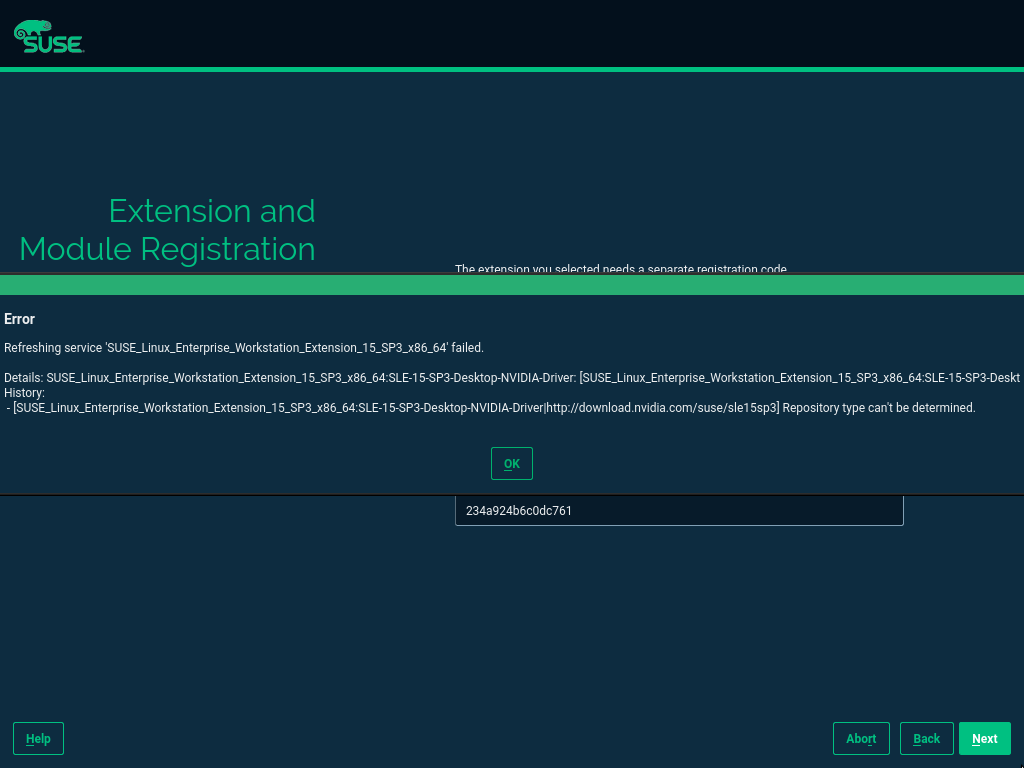 SUSE
Extension and
Module Registration
The extension you selected needs a separate registration code.
Error
Refreshing service 'SUSE_Linux_Enterprise_Workstation_Extension_15_SP3_x86_64' failed.
Details: SUSE_Linux_Enterprise_Workstation_Extension_15_SP3_x86_64:SLE-15-SP3-Desktop-NVIDIA-Driver: [SUSE_Linux_Enterprise_Workstation_Extension_15_SP3_x86_64:SLE-15-SP3-Deskt
History:
- [SUSE_Linux_Enterprise_Workstation_Extension_15_SP3_x86_64:SLE-15-SP3-Desktop-NVIDIA-Driver|http://download.nvidia.com/suse/sle15sp3] Repository type can't be determined.
OK
234a924b6c0dc761
Help
Abort
Back
Next